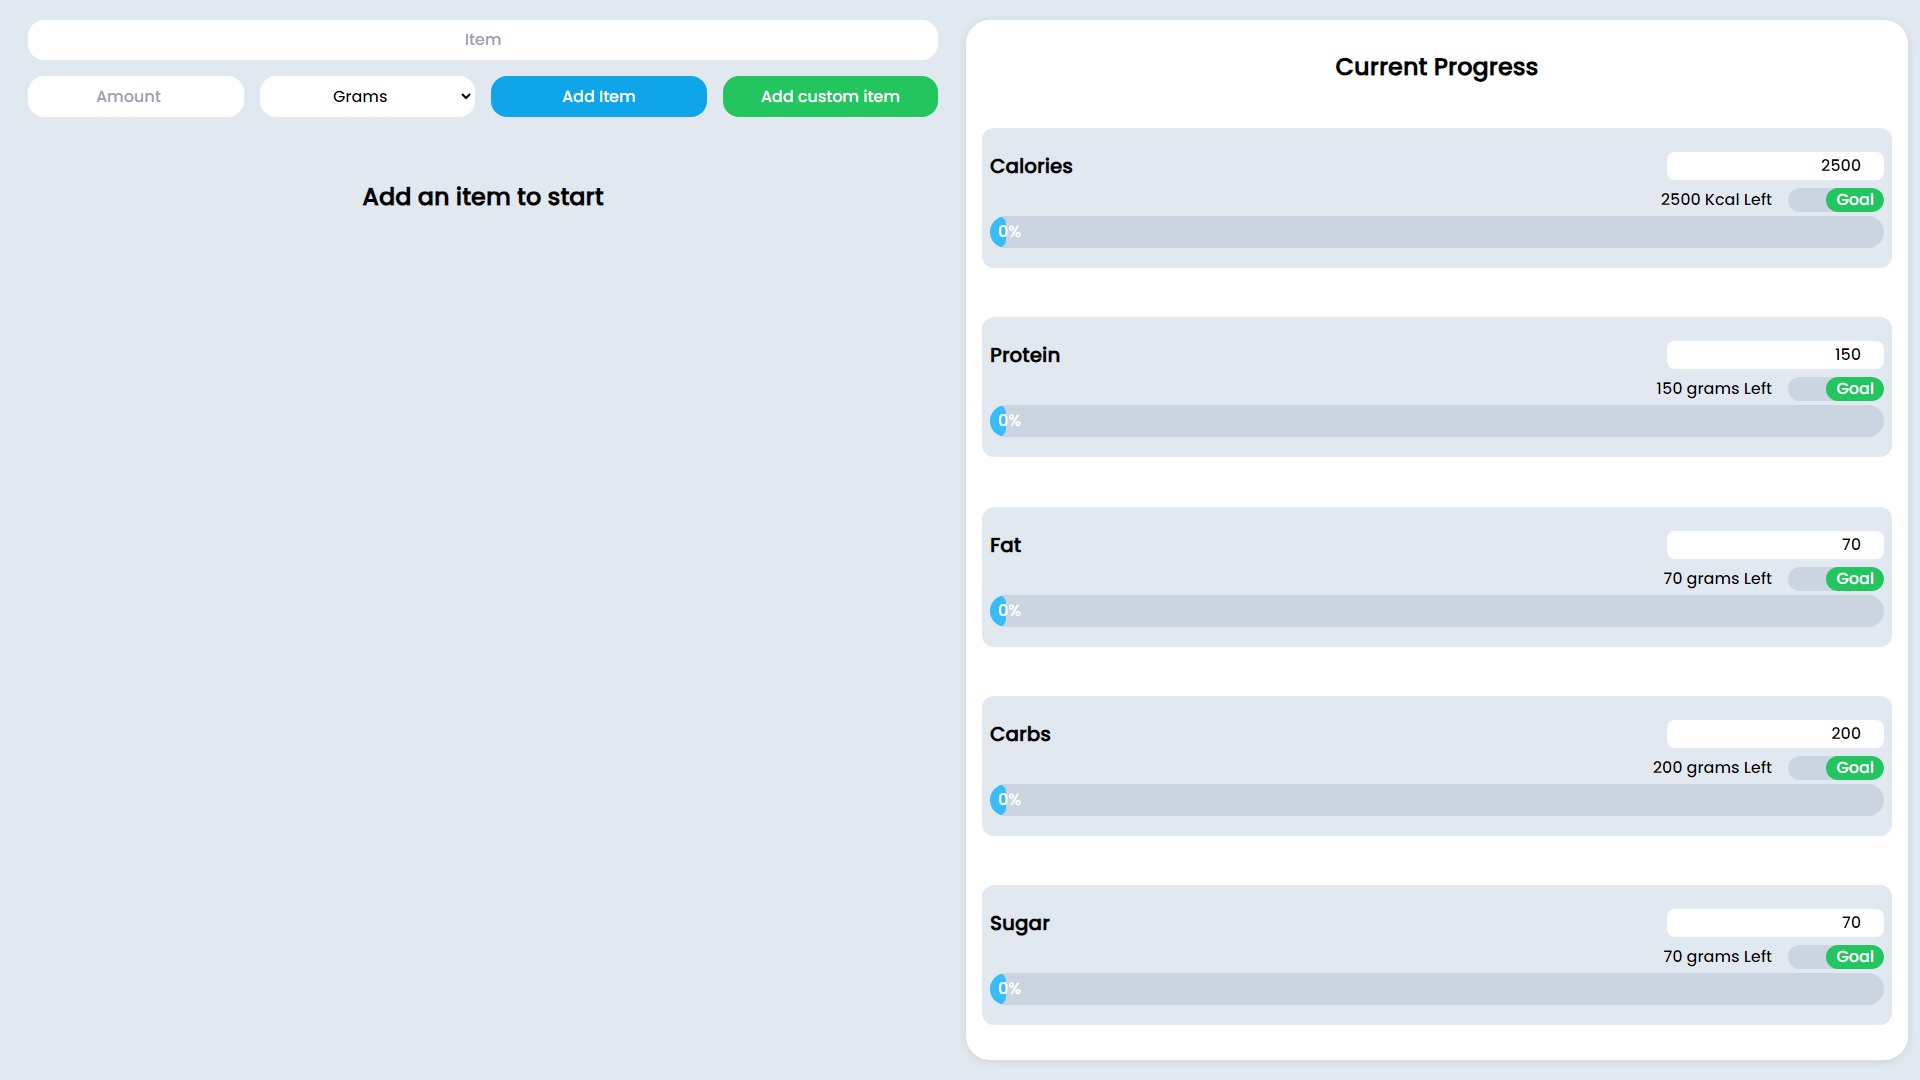 Item
Amount
Grams
Add Item
Add custom item
Add an item to start
Current Progress
Calories
2500
2500 Kcal Left
Goal
0%
Protein
150
150 grams Left
Goal
0%
Fat
70
70 grams Left
Goal
0%
Carbs
200
200 grams Left
Goal
0%
Sugar
70
70 grams Left
Goal
0%